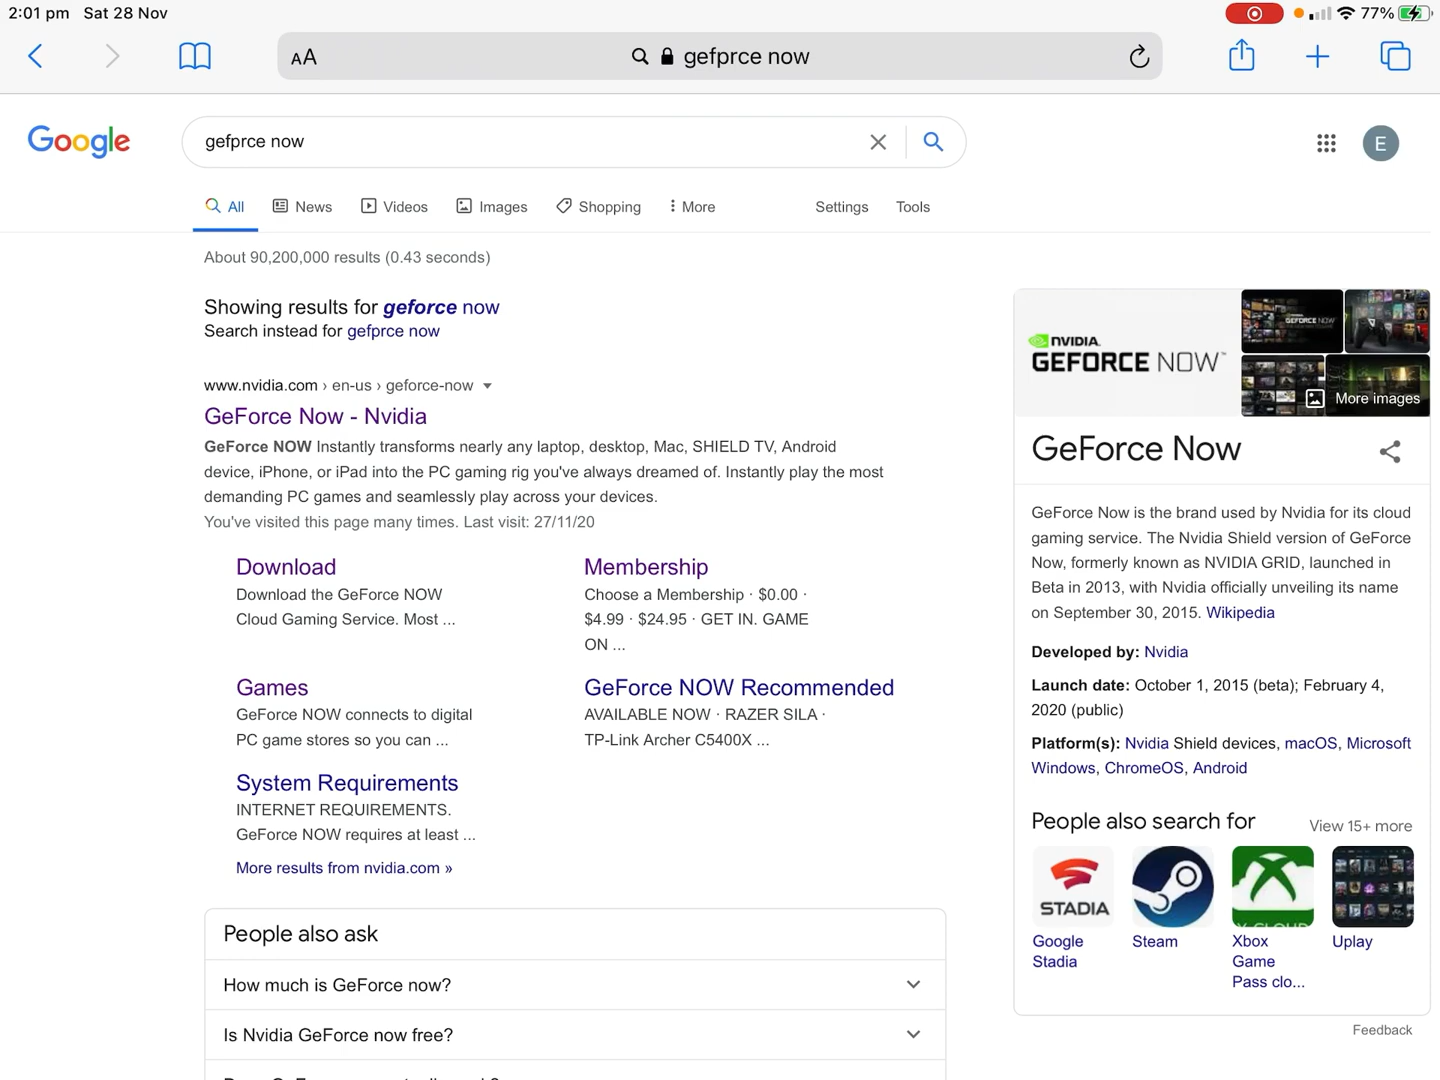 2:01 pm Sat 28 Nov
77%
AA
gefprce now
Google
gefprce now
E
All
News
Videos
Images
Shopping
More
Settings
Tools
About 90,200,000 results (0.43 seconds)
Showing results for geforce now
Search instead for gefprce now
www.nvidia.com › en-us › geforce-now
GeForce Now - Nvidia
GeForce NOW Instantly transforms nearly any laptop, desktop, Mac, SHIELD TV, Android
device, iPhone, or iPad into the PC gaming rig you've always dreamed of. Instantly play the most
demanding PC games and seamlessly play across your devices.
You've visited this page many times. Last visit: 27/11/20
Download
Download the GeForce NOW
Cloud Gaming Service. Most ...
Membership
Choose a Membership · $0.00 ·
$4.99 · $24.95 · GET IN. GAME
ON ...
Games
GeForce NOW connects to digital
PC game stores so you can ...
GeForce NOW Recommended
AVAILABLE NOW · RAZER SILA ·
TP-Link Archer C5400X ...
System Requirements
INTERNET REQUIREMENTS.
GeForce NOW requires at least ...
More results from nvidia.com »
People also ask
How much is GeForce now?
Is Nvidia GeForce now free?
NVIDIA.
GEFORCE NOW™
GEFORCE NOW
More images
GeForce Now
GeForce Now is the brand used by Nvidia for its cloud
gaming service. The Nvidia Shield version of GeForce
Now, formerly known as NVIDIA GRID, launched in
Beta in 2013, with Nvidia officially unveiling its name
on September 30, 2015. Wikipedia
Developed by: Nvidia
Launch date: October 1, 2015 (beta); February 4,
2020 (public)
Platform(s): Nvidia Shield devices, macOS, Microsoft
Windows, ChromeOS, Android
People also search for
View 15+ more
STADIA
Google
Stadia
Steam
Xbox
Game
Pass clo...
Uplay
Feedback